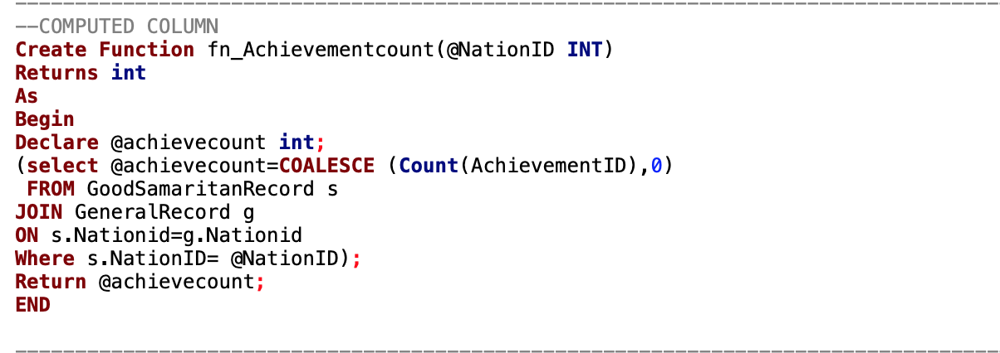 --COMPUTED COLUMN
Create Function fn_Achievementcount(@NationID INT)
Returns int
As
Begin
Declare @achievecount int;
(select @achievecount=COALESCE (Count(AchievementID),0)
FROM GoodSamaritanRecord s
JOIN GeneralRecord g
ON s.Nationid=g.Nationid
Where s.NationID= @NationID);
Return @achievecount;
END